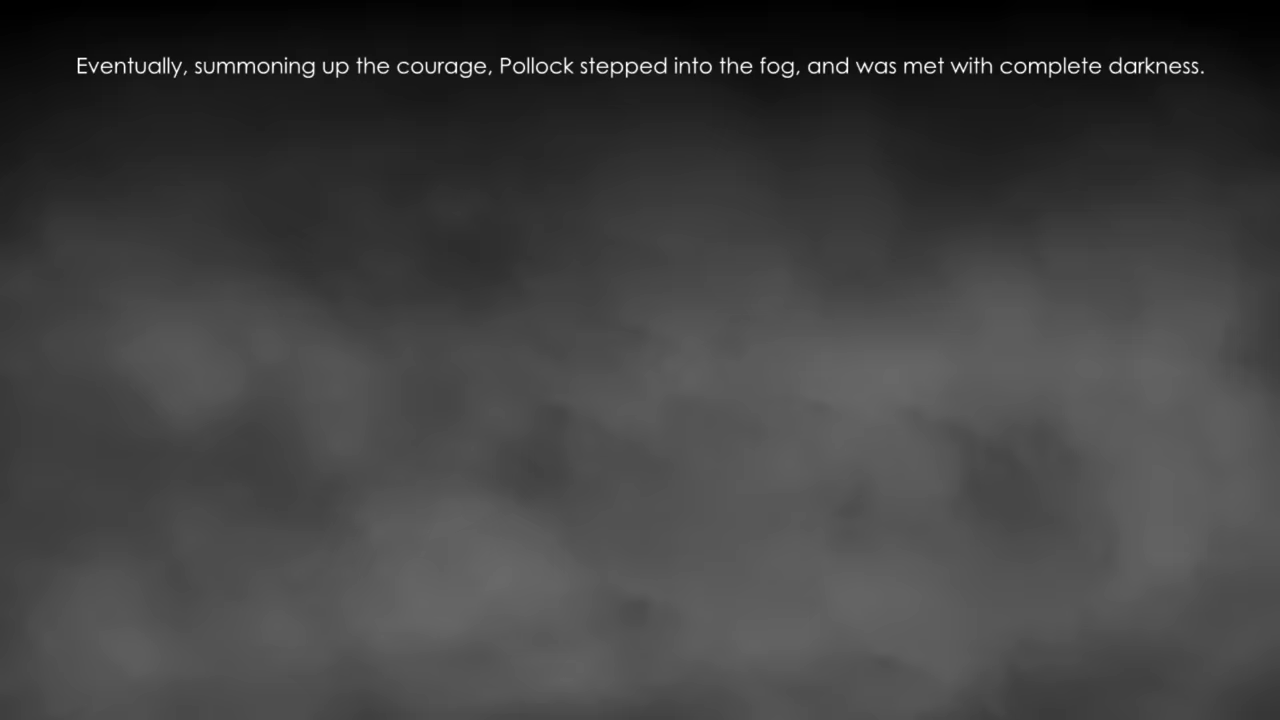 Eventually, summoning up the courage, Pollock stepped into the fog, and was met with complete darkness.